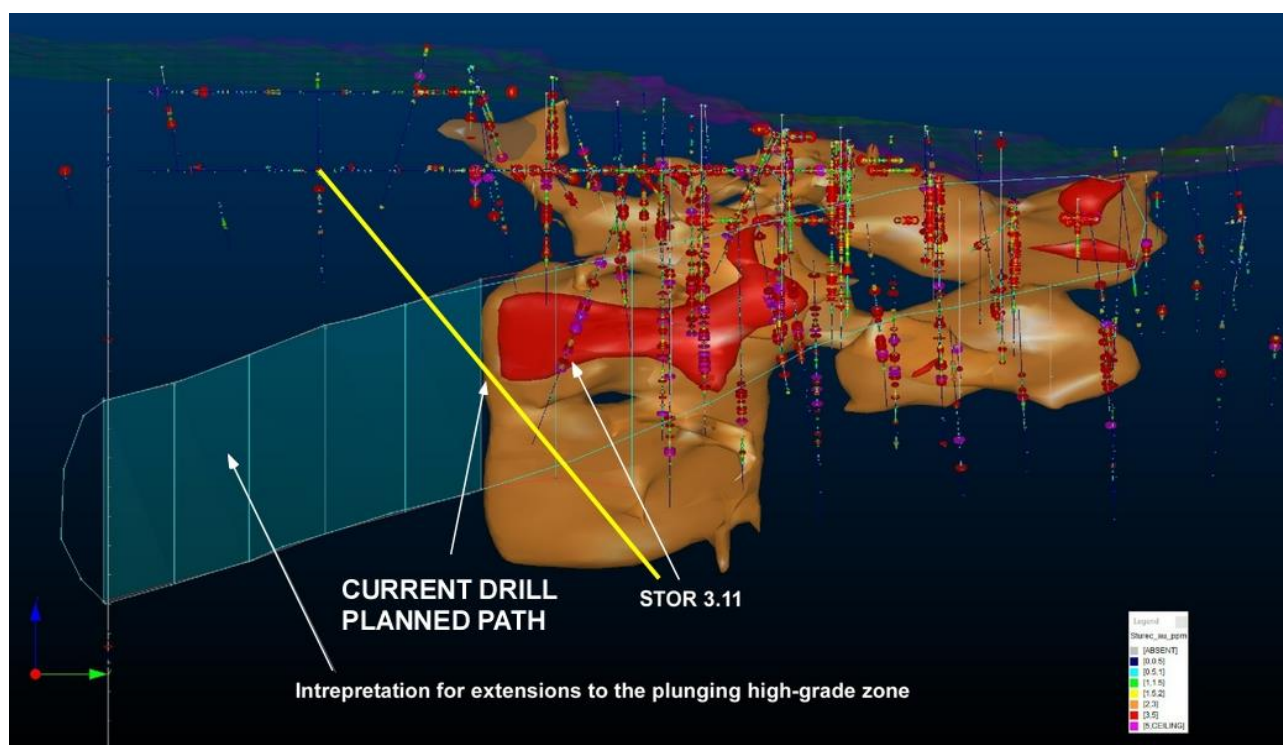 CURRENT DRILL
PLANNED PATH
STOR 3.11
Intrepretation for extensions to the plunging high-grade zone
Legend
Sturec_au_ppm
[ABSENT]
[0,0.5]
[0.5,1]
[1,1.5]
[1.5,2]
[2,3]
[3,5]
[5,CEILING]